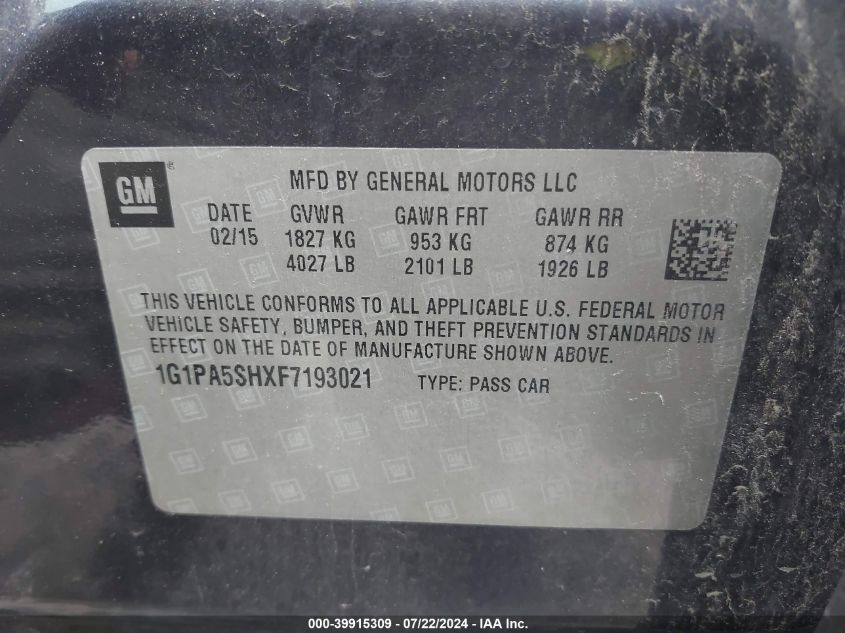 GM ®
MFD BY GENERAL MOTORS LLC
DATE GVWR GAWR FRT GAWR RR
02/15 1827 KG 953 KG 874 KG
4027 LB 2101 LB 1926 LB
THIS VEHICLE CONFORMS TO ALL APPLICABLE U.S. FEDERAL MOTOR
VEHICLE SAFETY, BUMPER, AND THEFT PREVENTION STANDARDS IN
EFFECT ON THE DATE OF MANUFACTURE SHOWN ABOVE.
1G1PA5SHXF7193021 TYPE: PASS CAR
000-39915309 - 07/22/2024 - IAA Inc.